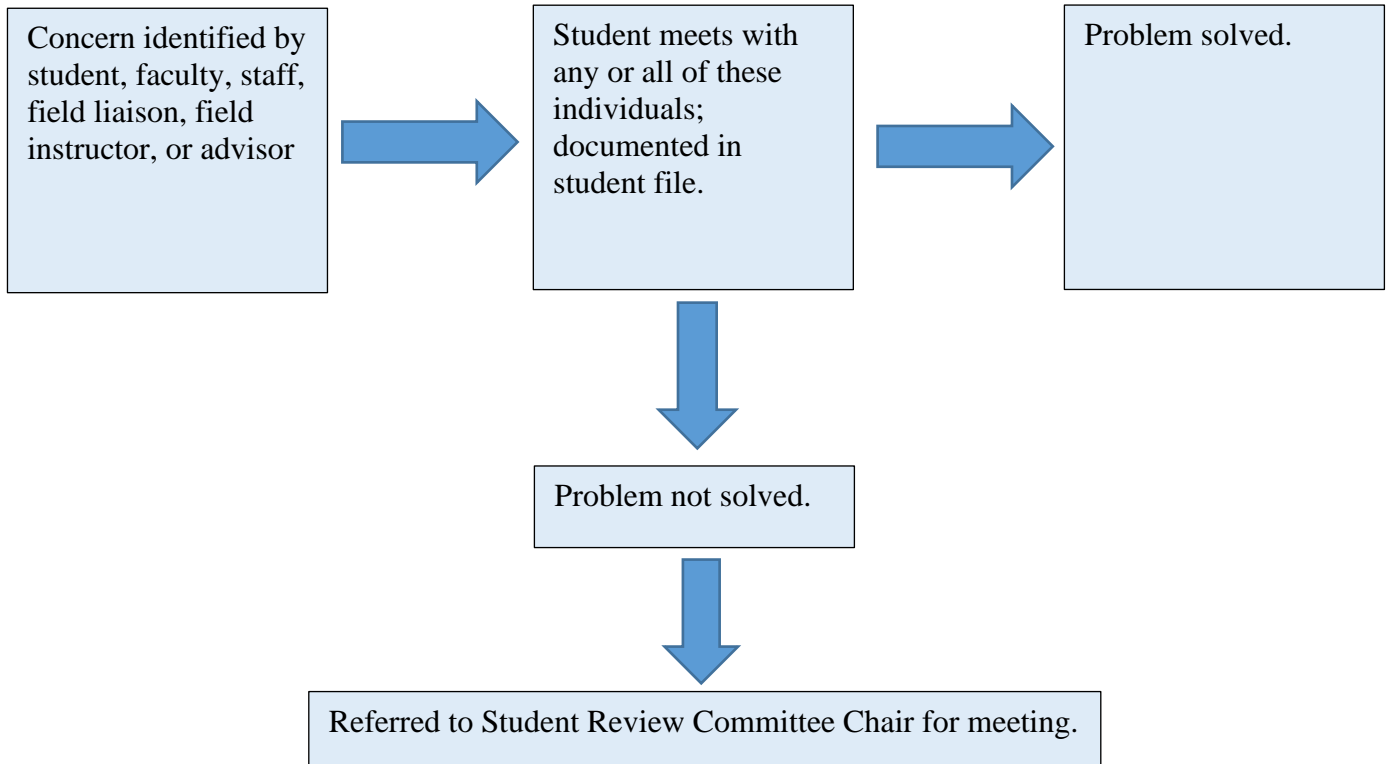 Concern identified by
student, faculty, staff,
field liaison, field
instructor, or advisor
Student meets with
any or all of these
individuals;
documented in
student file.
Problem solved.
Problem not solved.
Referred to Student Review Committee Chair for meeting.